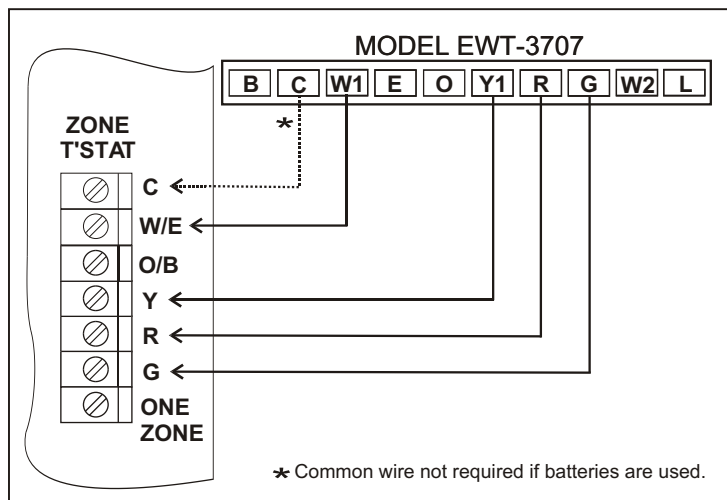 MODEL EWT-3707
B C W1 E O Y1 R G W2 L
*
ZONE
T'STAT
C
W/E
O/B
Y
R
G
ONE
ZONE
* Common wire not required if batteries are used.